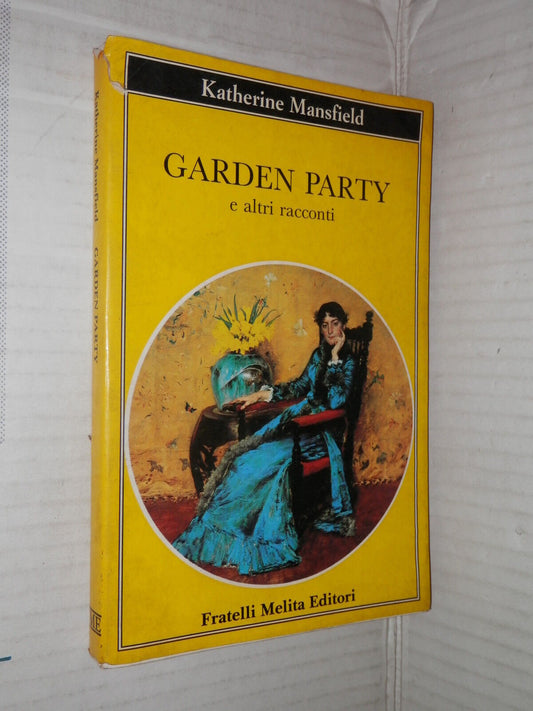 Katherine Mansfield
GARDEN PARTY
e altri racconti
Fratelli Melita Editori
Katherine Mansfield GARDEN PARTY